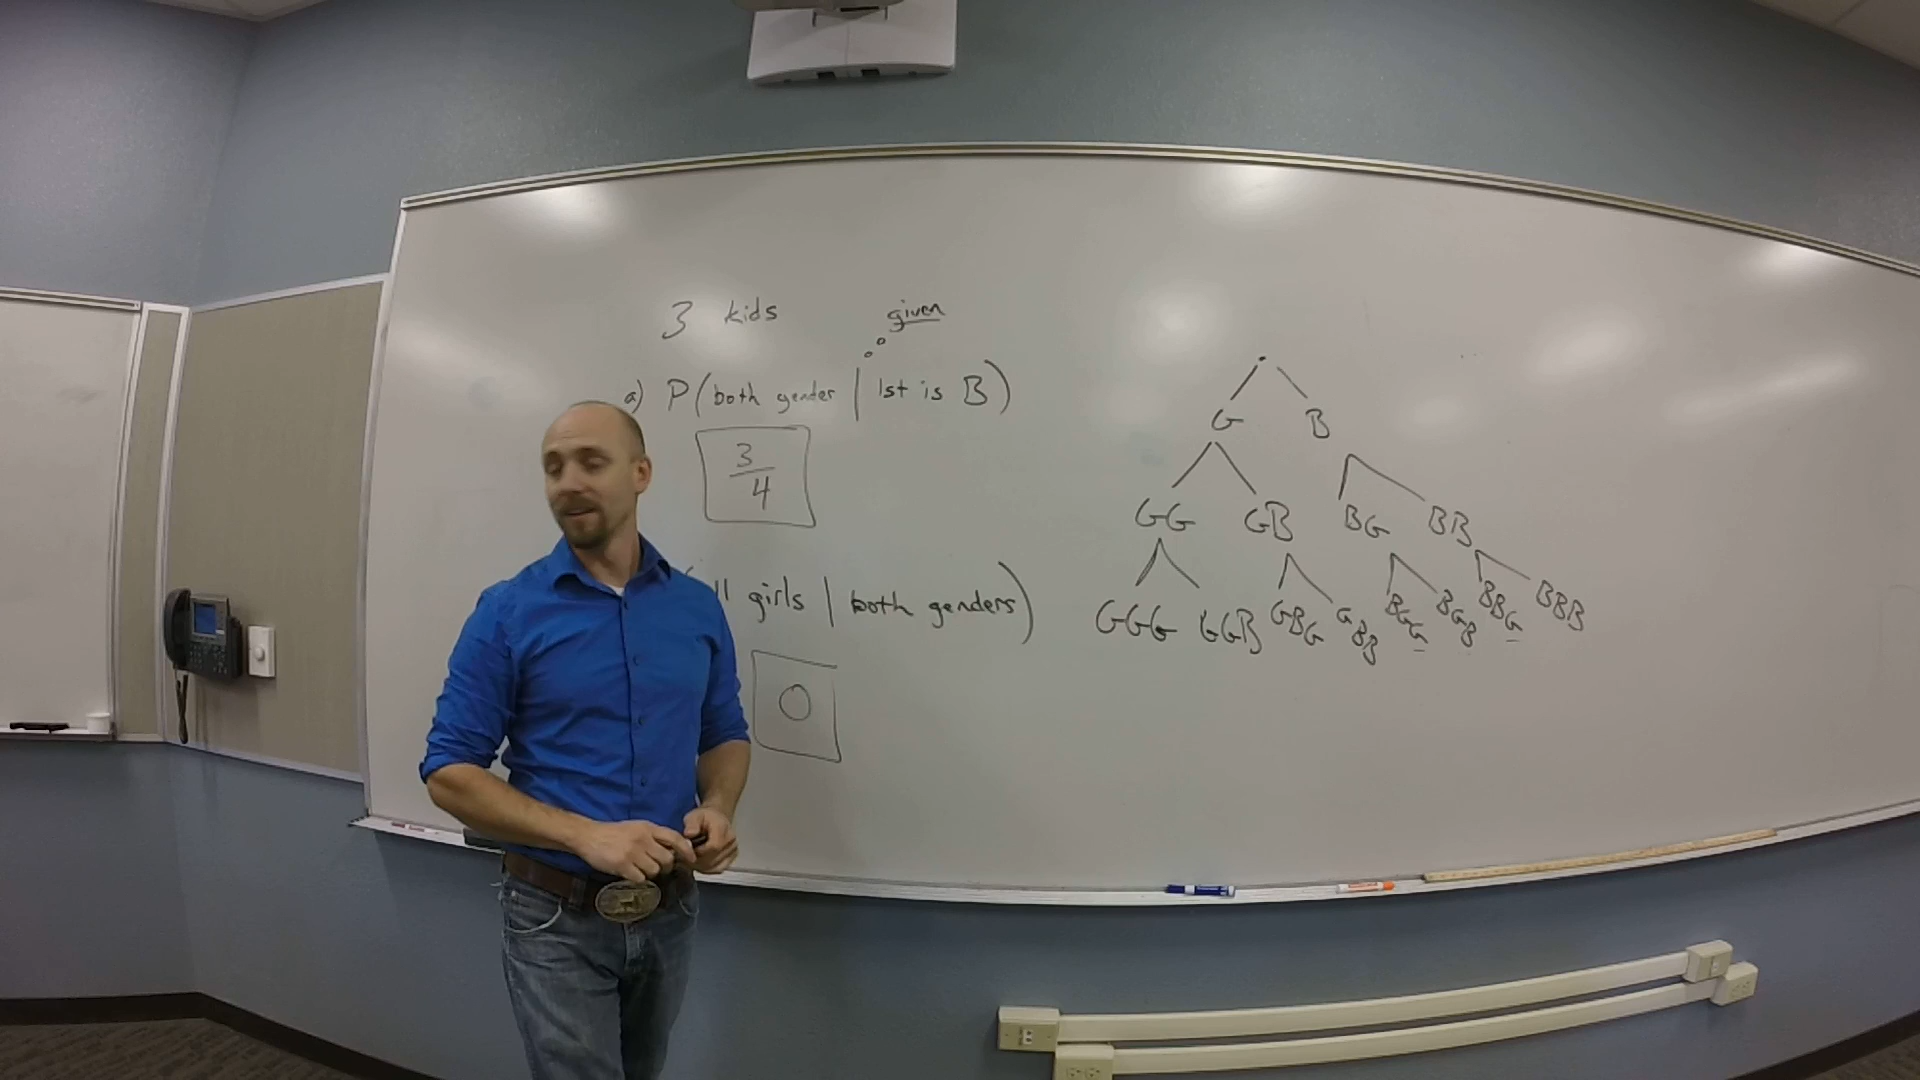 3 kids
given
a) P(both gender | 1st is B)
3/4
girls | both genders)
0
G B
GG GB BG BB
GGG GGB GBG GBB BGG BGB BBG BBB